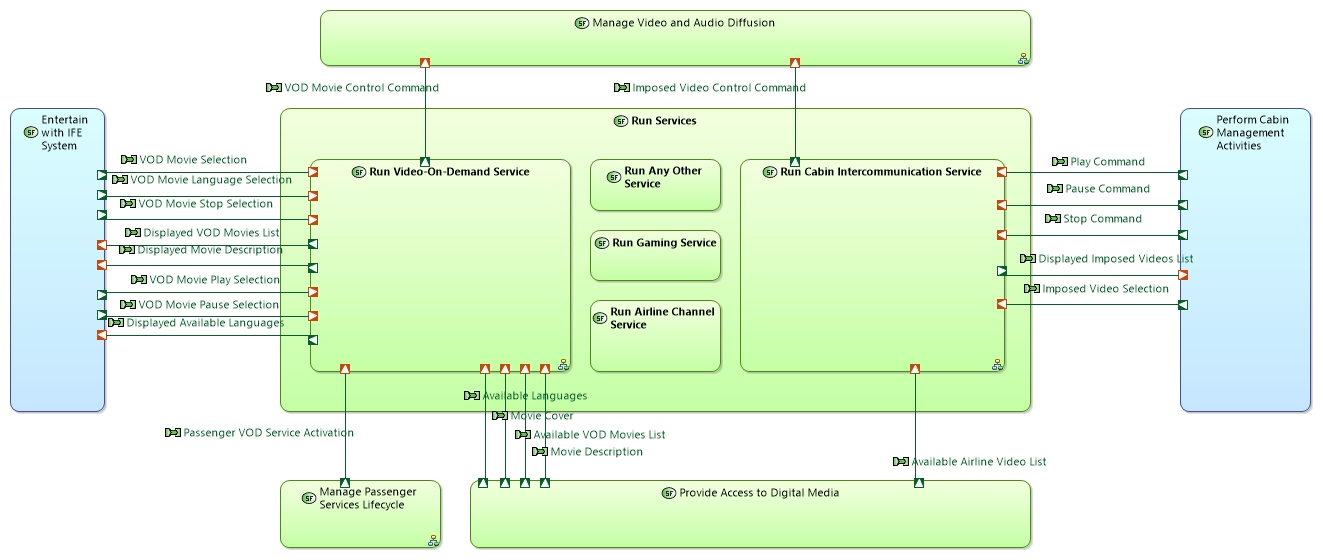 SF Manage Video and Audio Diffusion
VOD Movie Control Command
Imposed Video Control Command
SF Entertain
with IFE
System
SF Run Services
SF Perform Cabin
Management
Activities
VOD Movie Selection
VOD Movie Language Selection
VOD Movie Stop Selection
Displayed VOD Movies List
Displayed Movie Description
VOD Movie Play Selection
VOD Movie Pause Selection
Displayed Available Languages
SF Run Video-On-Demand Service
SF Run Any Other
Service
SF Run Gaming Service
SF Run Airline Channel
Service
SF Run Cabin Intercommunication Service
Play Command
Pause Command
Stop Command
Displayed Imposed Videos List
Imposed Video Selection
Available Languages
Movie Cover
Passenger VOD Service Activation
Available VOD Movies List
Movie Description
Available Airline Video List
SF Manage Passenger
Services Lifecycle
SF Provide Access to Digital Media